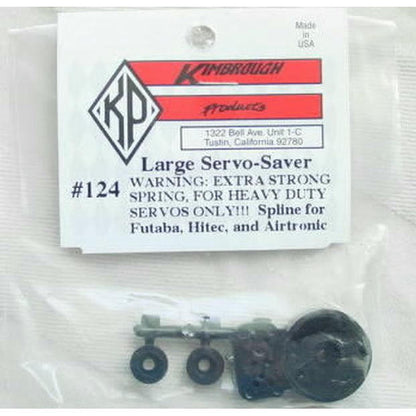 Made
in
USA
KP
KIMBROUGH
Products
1322 Bell Ave. Unit 1-C
Tustin, California 92780
Large Servo-Saver
#124
WARNING: EXTRA STRONG
SPRING, FOR HEAVY DUTY
SERVOS ONLY!!! Spline for
Futaba, Hitec, and Airtronic